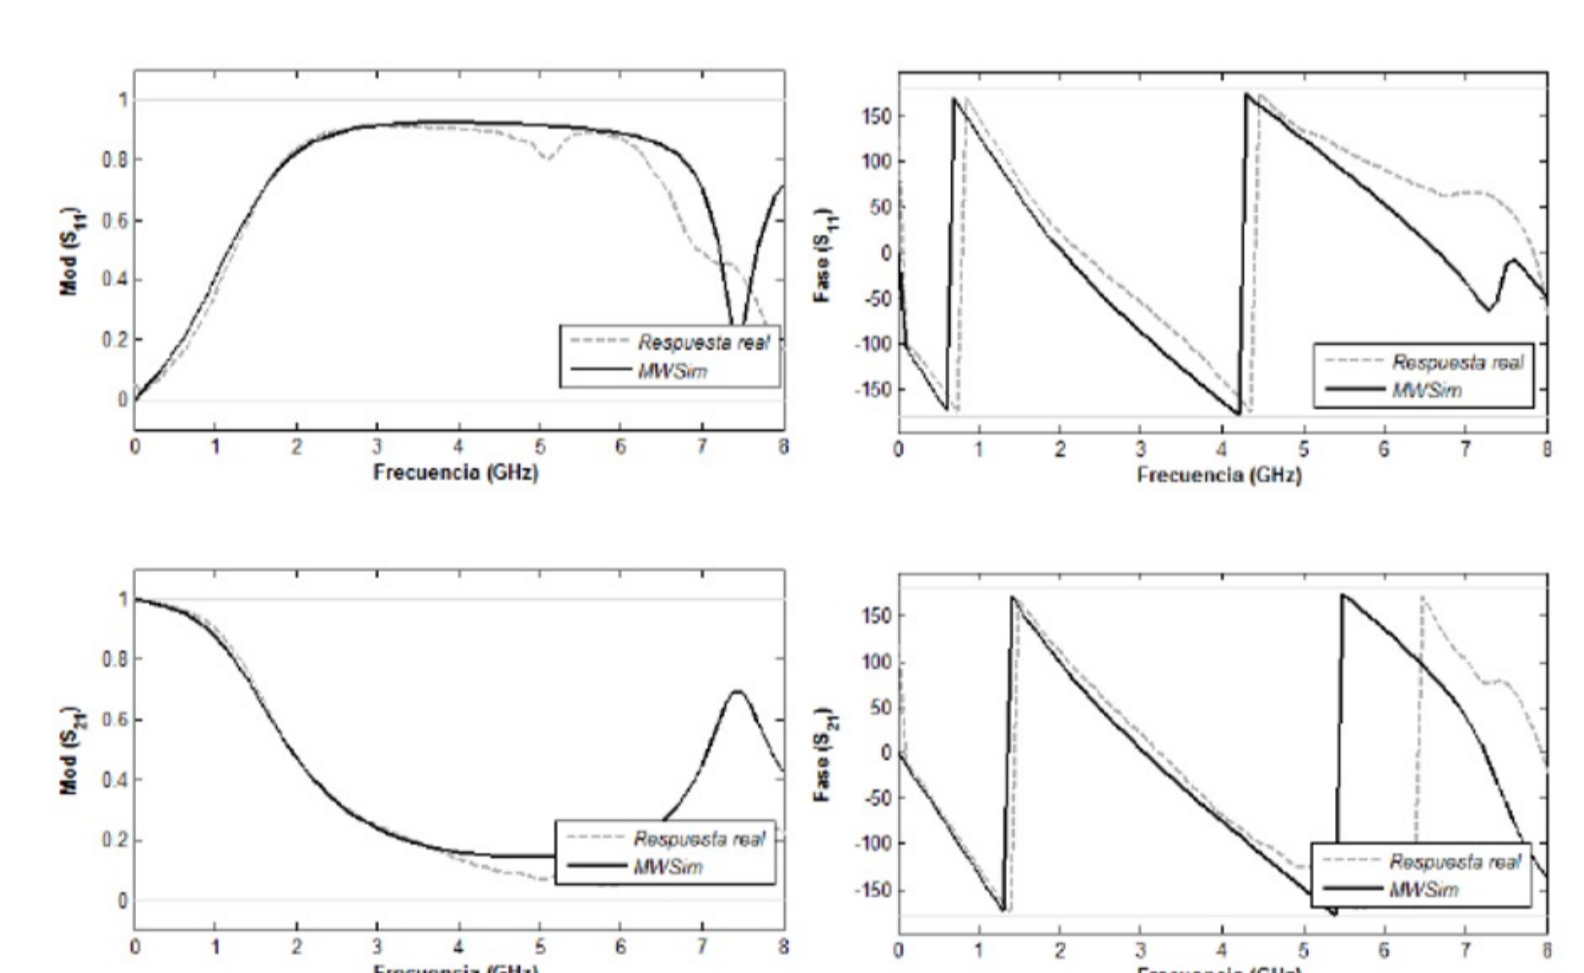 1
0.8
0.6
0.4
0.2
0
Mod (S11)
0 1 2 3 4 5 6 7 8
Frecuencia (GHz)
Respuesta real
MWSim
150
100
50
0
-50
-100
-150
Fase (S11)
0 1 2 3 4 5 6 7 8
Frecuencia (GHz)
Respuesta real
MWSim
1
0.8
0.6
0.4
0.2
0
Mod (S21)
0 1 2 3 4 5 6 7 8
Frecuencia (GHz)
Respuesta real
MWSim
150
100
50
0
-50
-100
-150
Fase (S21)
0 1 2 3 4 5 6 7 8
Frecuencia (GHz)
Respuesta real
MWSim